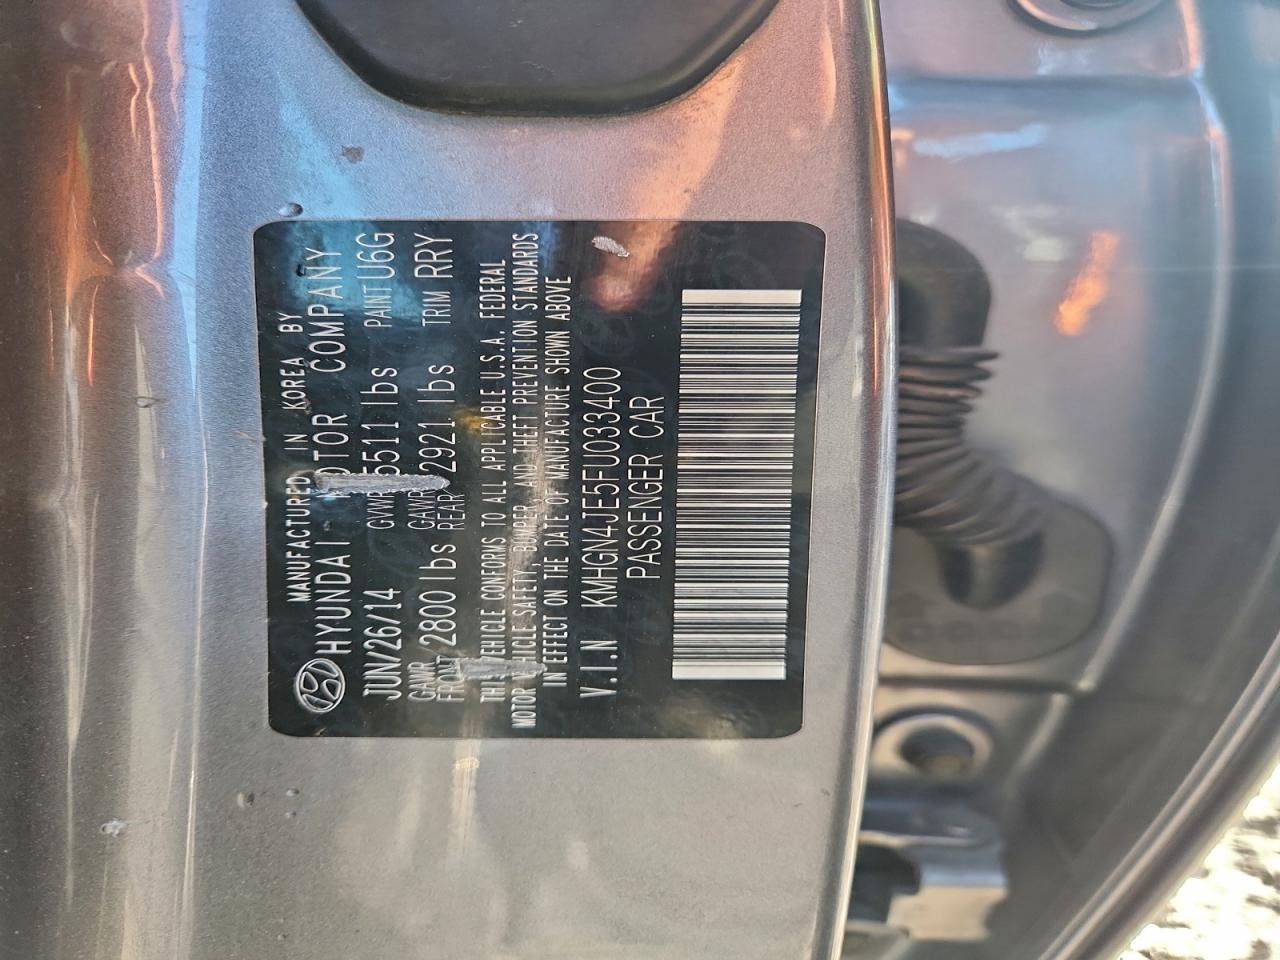 MANUFACTURED IN KOREA BY
HYUNDAI MOTOR COMPANY
JUN/26/14 GVWR 5511 lbs PAINT U6G
GAWR FRONT 2800 lbs GAWR REAR 2921 lbs TRIM RRY
THIS VEHICLE CONFORMS TO ALL APPLICABLE U.S.A. FEDERAL
MOTOR VEHICLE SAFETY, BUMPER, AND THEFT PREVENTION STANDARDS
IN EFFECT ON THE DATE OF MANUFACTURE SHOWN ABOVE
V.I.N KMHGN4JE5FU033400
PASSENGER CAR